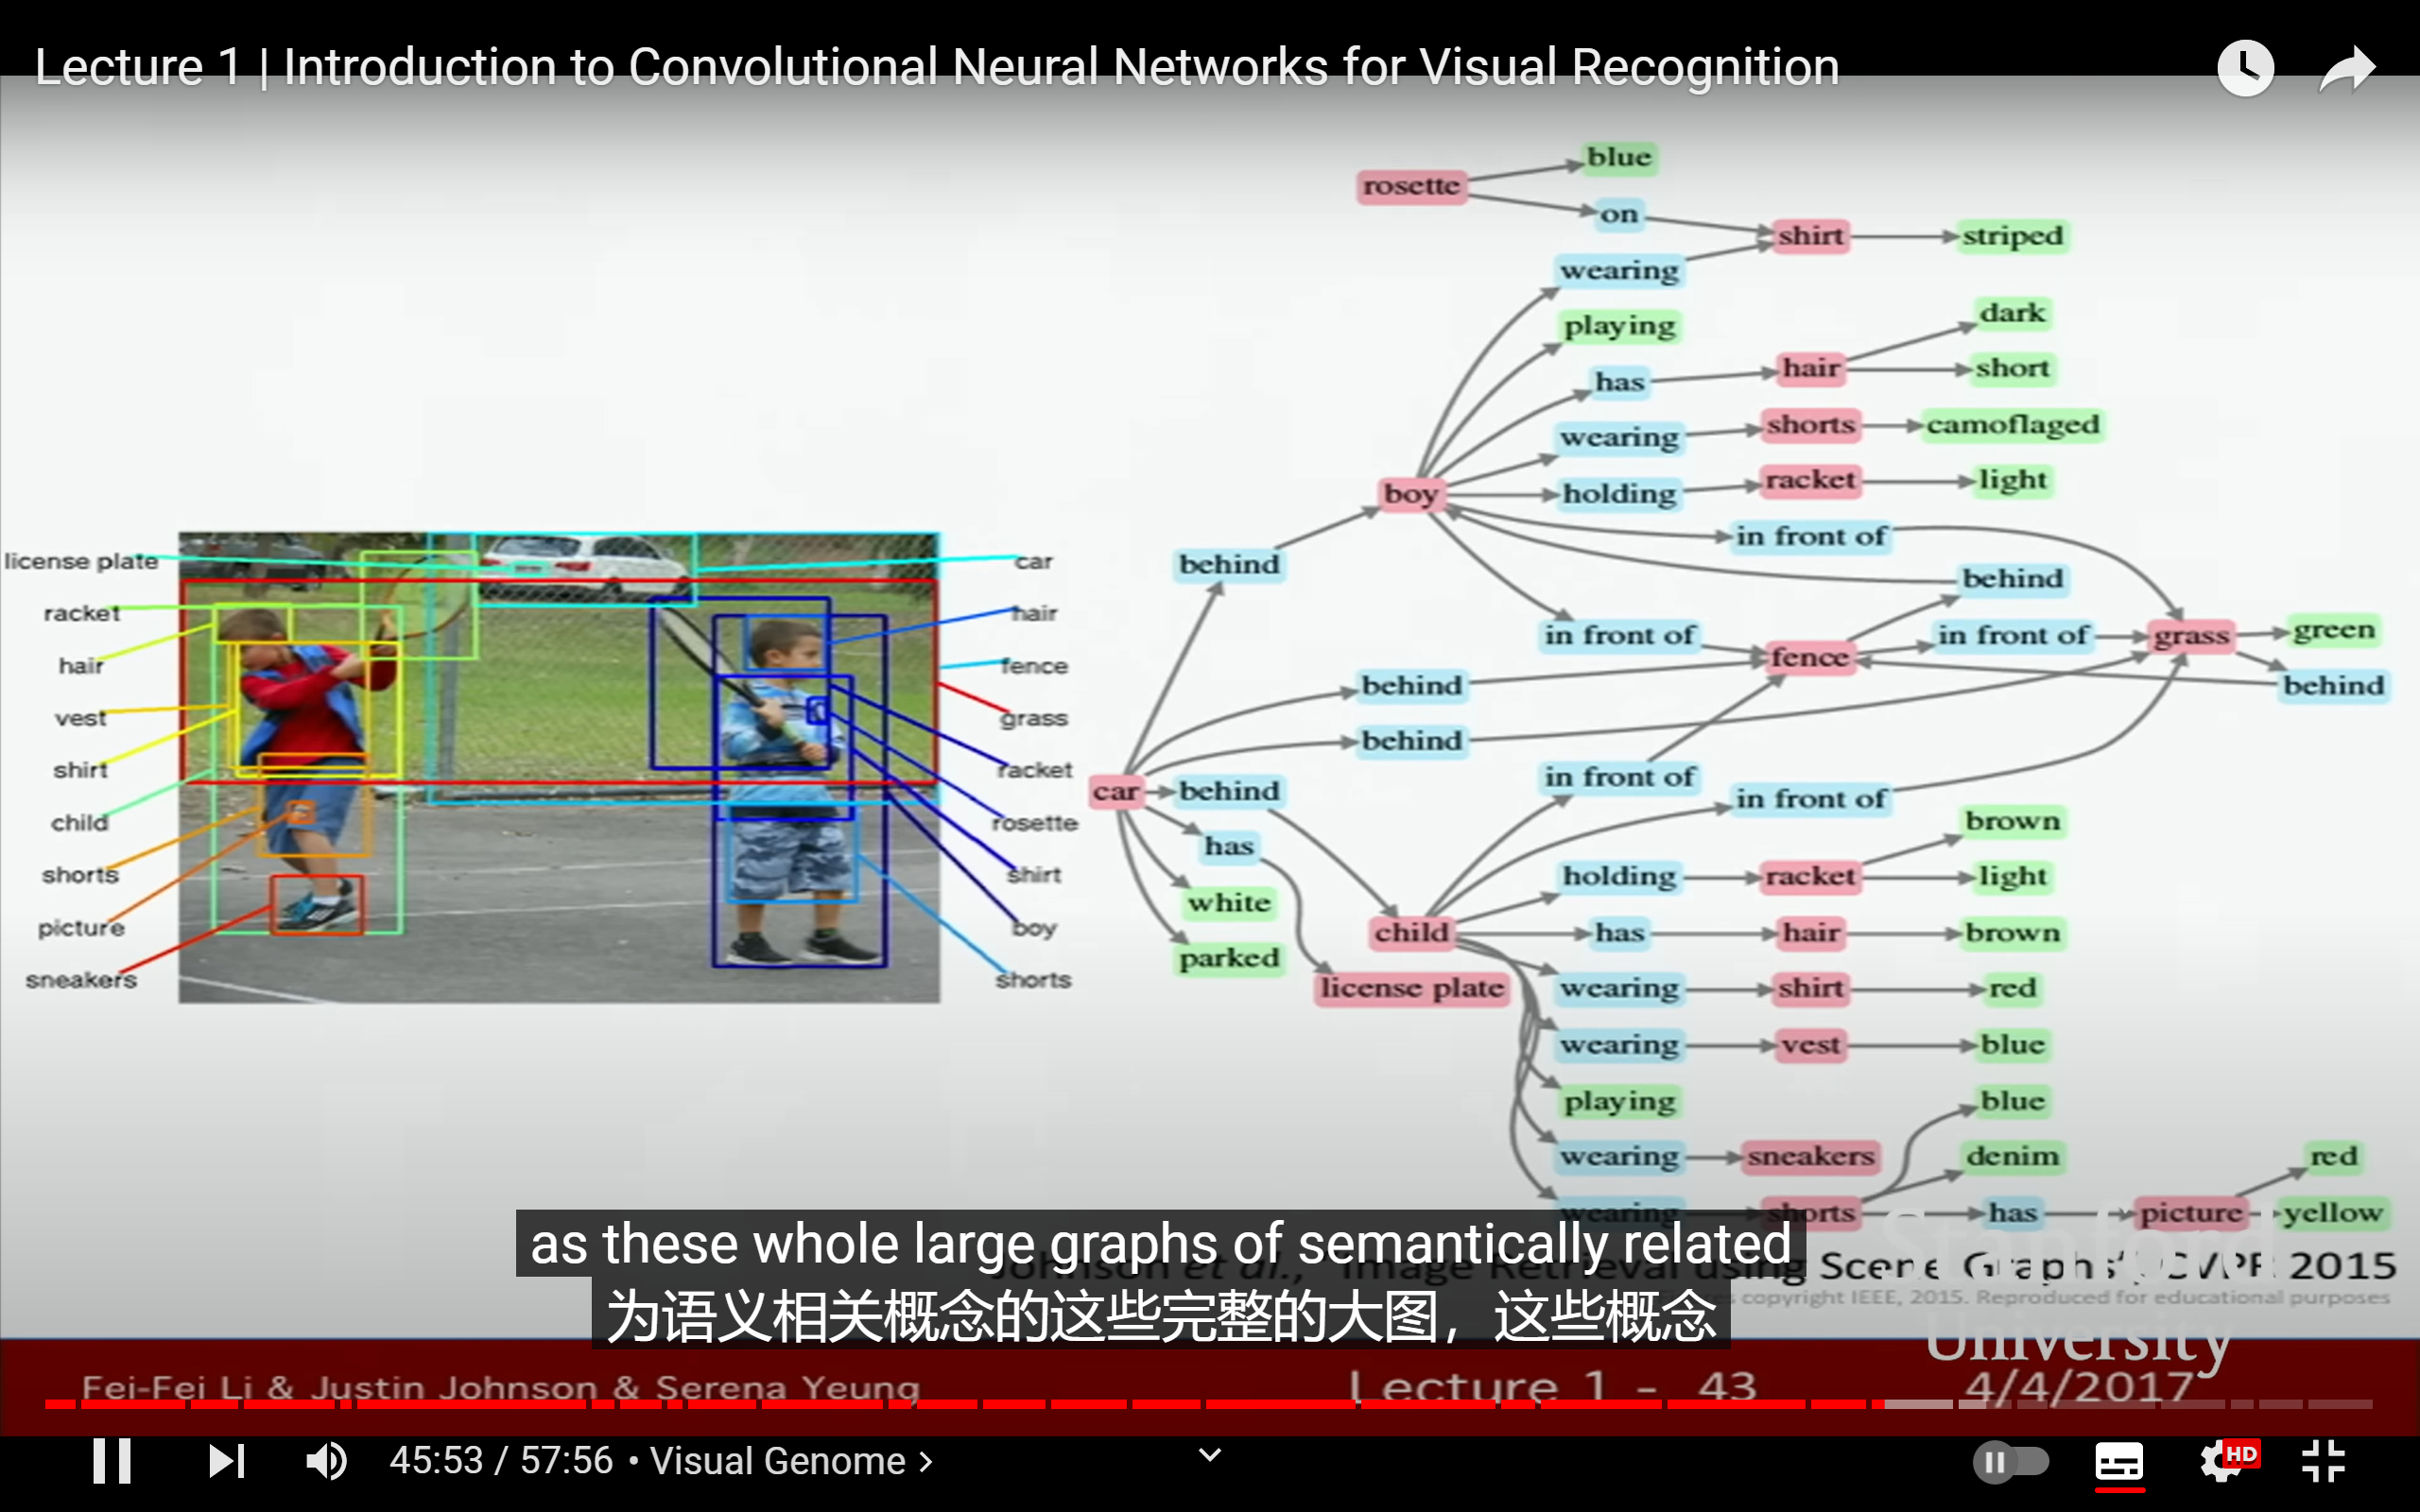 Lecture 1 | Introduction to Convolutional Neural Networks for Visual Recognition
blue
rosette
on
shirt
striped
wearing
dark
playing
hair
short
has
shorts
camoflaged
wearing
boy
holding
racket
light
in front of
behind
behind
in front of
fence
in front of
grass
green
behind
behind
behind
in front of
car
behind
in front of
has
brown
white
holding
racket
light
parked
child
has
hair
brown
license plate
wearing
shirt
red
wearing
vest
blue
playing
blue
wearing
sneakers
denim
red
wearing
shorts
has
picture
yellow
license plate
racket
hair
vest
shirt
child
shorts
picture
sneakers
car
hair
fence
grass
racket
rosette
shirt
boy
shorts
as these whole large graphs of semantically related
为语义相关概念的这些完整的大图，这些概念
Johnson et al., "Image Retrieval using Scene Graphs", CVPR 2015
copyright IEEE, 2015. Reproduced for educational purposes
Stanford
University
Fei-Fei Li & Justin Johnson & Serena Yeung
Lecture 1 - 43
4/4/2017
45:53 / 57:56 • Visual Genome ›
HD